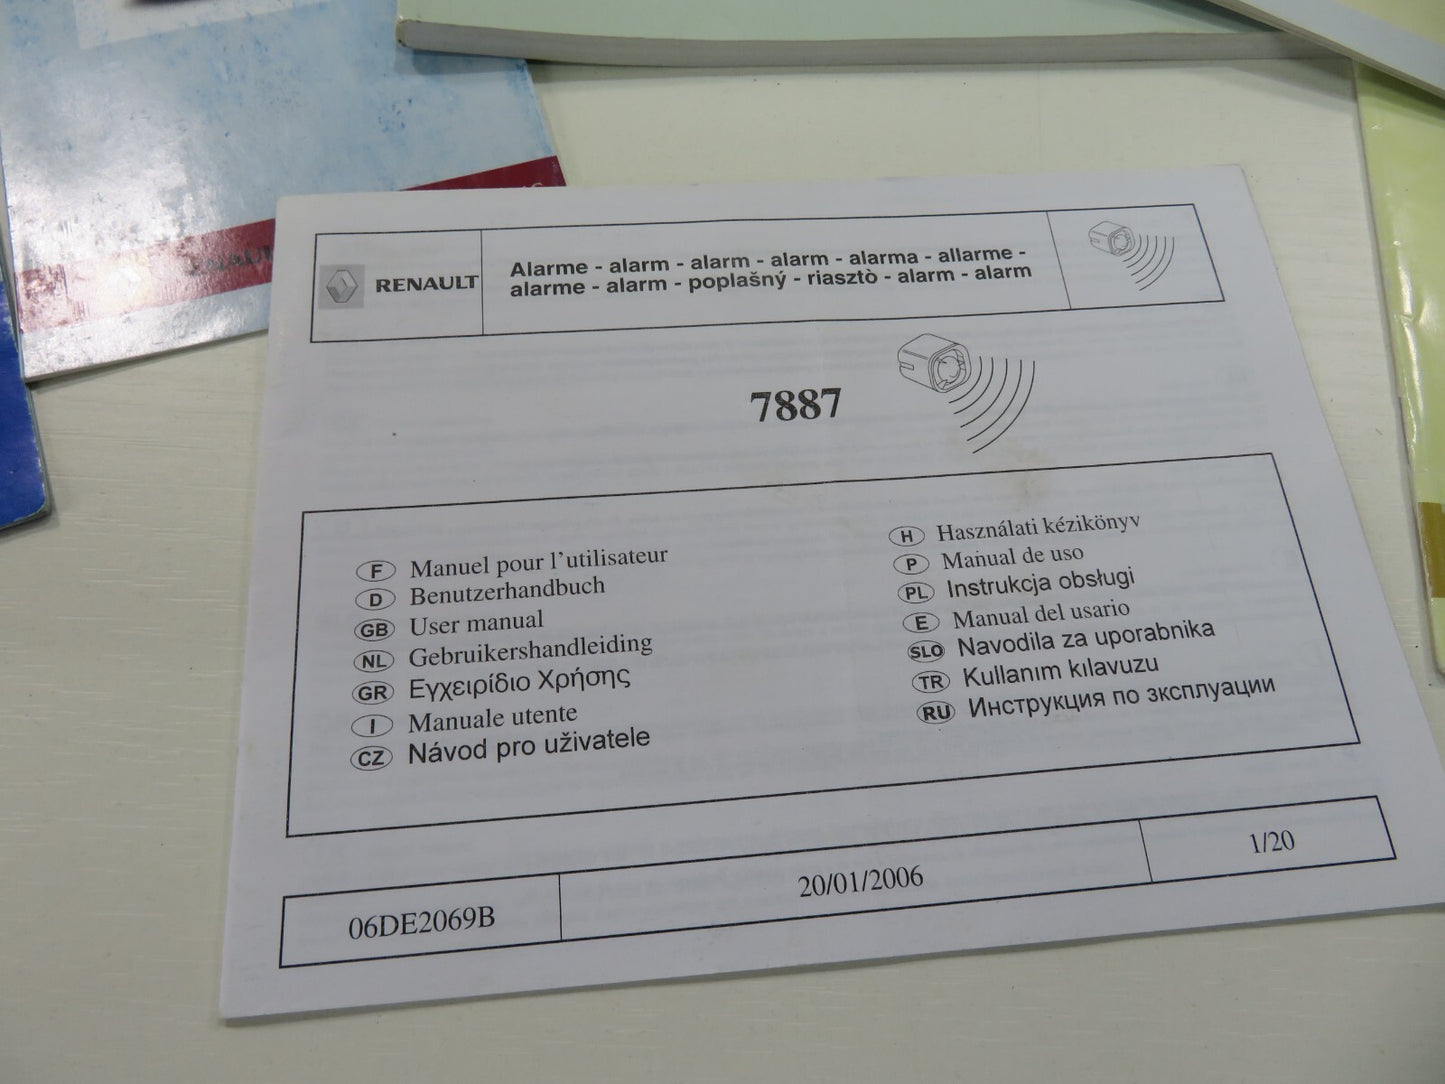 RENAULT
Alarme - alarm - alarm - alarm - alarma - allarme -
alarme - alarm - poplašný - riasztò - alarm - alarm
7887
F Manuel pour l'utilisateur
D Benutzerhandbuch
GB User manual
NL Gebruikershandleiding
GR Εγχειρίδιο Χρήσης
I Manuale utente
CZ Návod pro uživatele
H Használati kézikönyv
P Manual de uso
PL Instrukcja obsługi
E Manual del usario
SLO Navodila za uporabnika
TR Kullanım kılavuzu
RU Инструкция по зксплуации
06DE2069B
20/01/2006
1/20